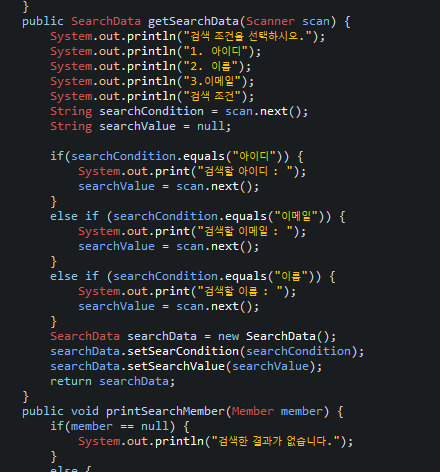 }
public SearchData getSearchData(Scanner scan) {
System.out.println("검색 조건을 선택하시오.");
System.out.println("1. 아이디");
System.out.println("2. 이름");
System.out.println("3.이메일");
System.out.println("검색 조건");
String searchCondition = scan.next();
String searchValue = null;
if(searchCondition.equals("아이디")) {
System.out.print("검색할 아이디 : ");
searchValue = scan.next();
}
else if (searchCondition.equals("이메일")) {
System.out.print("검색할 이메일 : ");
searchValue = scan.next();
}
else if (searchCondition.equals("이름")) {
System.out.print("검색할 이름 : ");
searchValue = scan.next();
}
SearchData searchData = new SearchData();
searchData.setSearCondition(searchCondition);
searchData.setSearchValue(searchValue);
return searchData;
}
public void printSearchMember(Member member) {
if(member == null) {
System.out.println("검색한 결과가 없습니다.");
}
else {